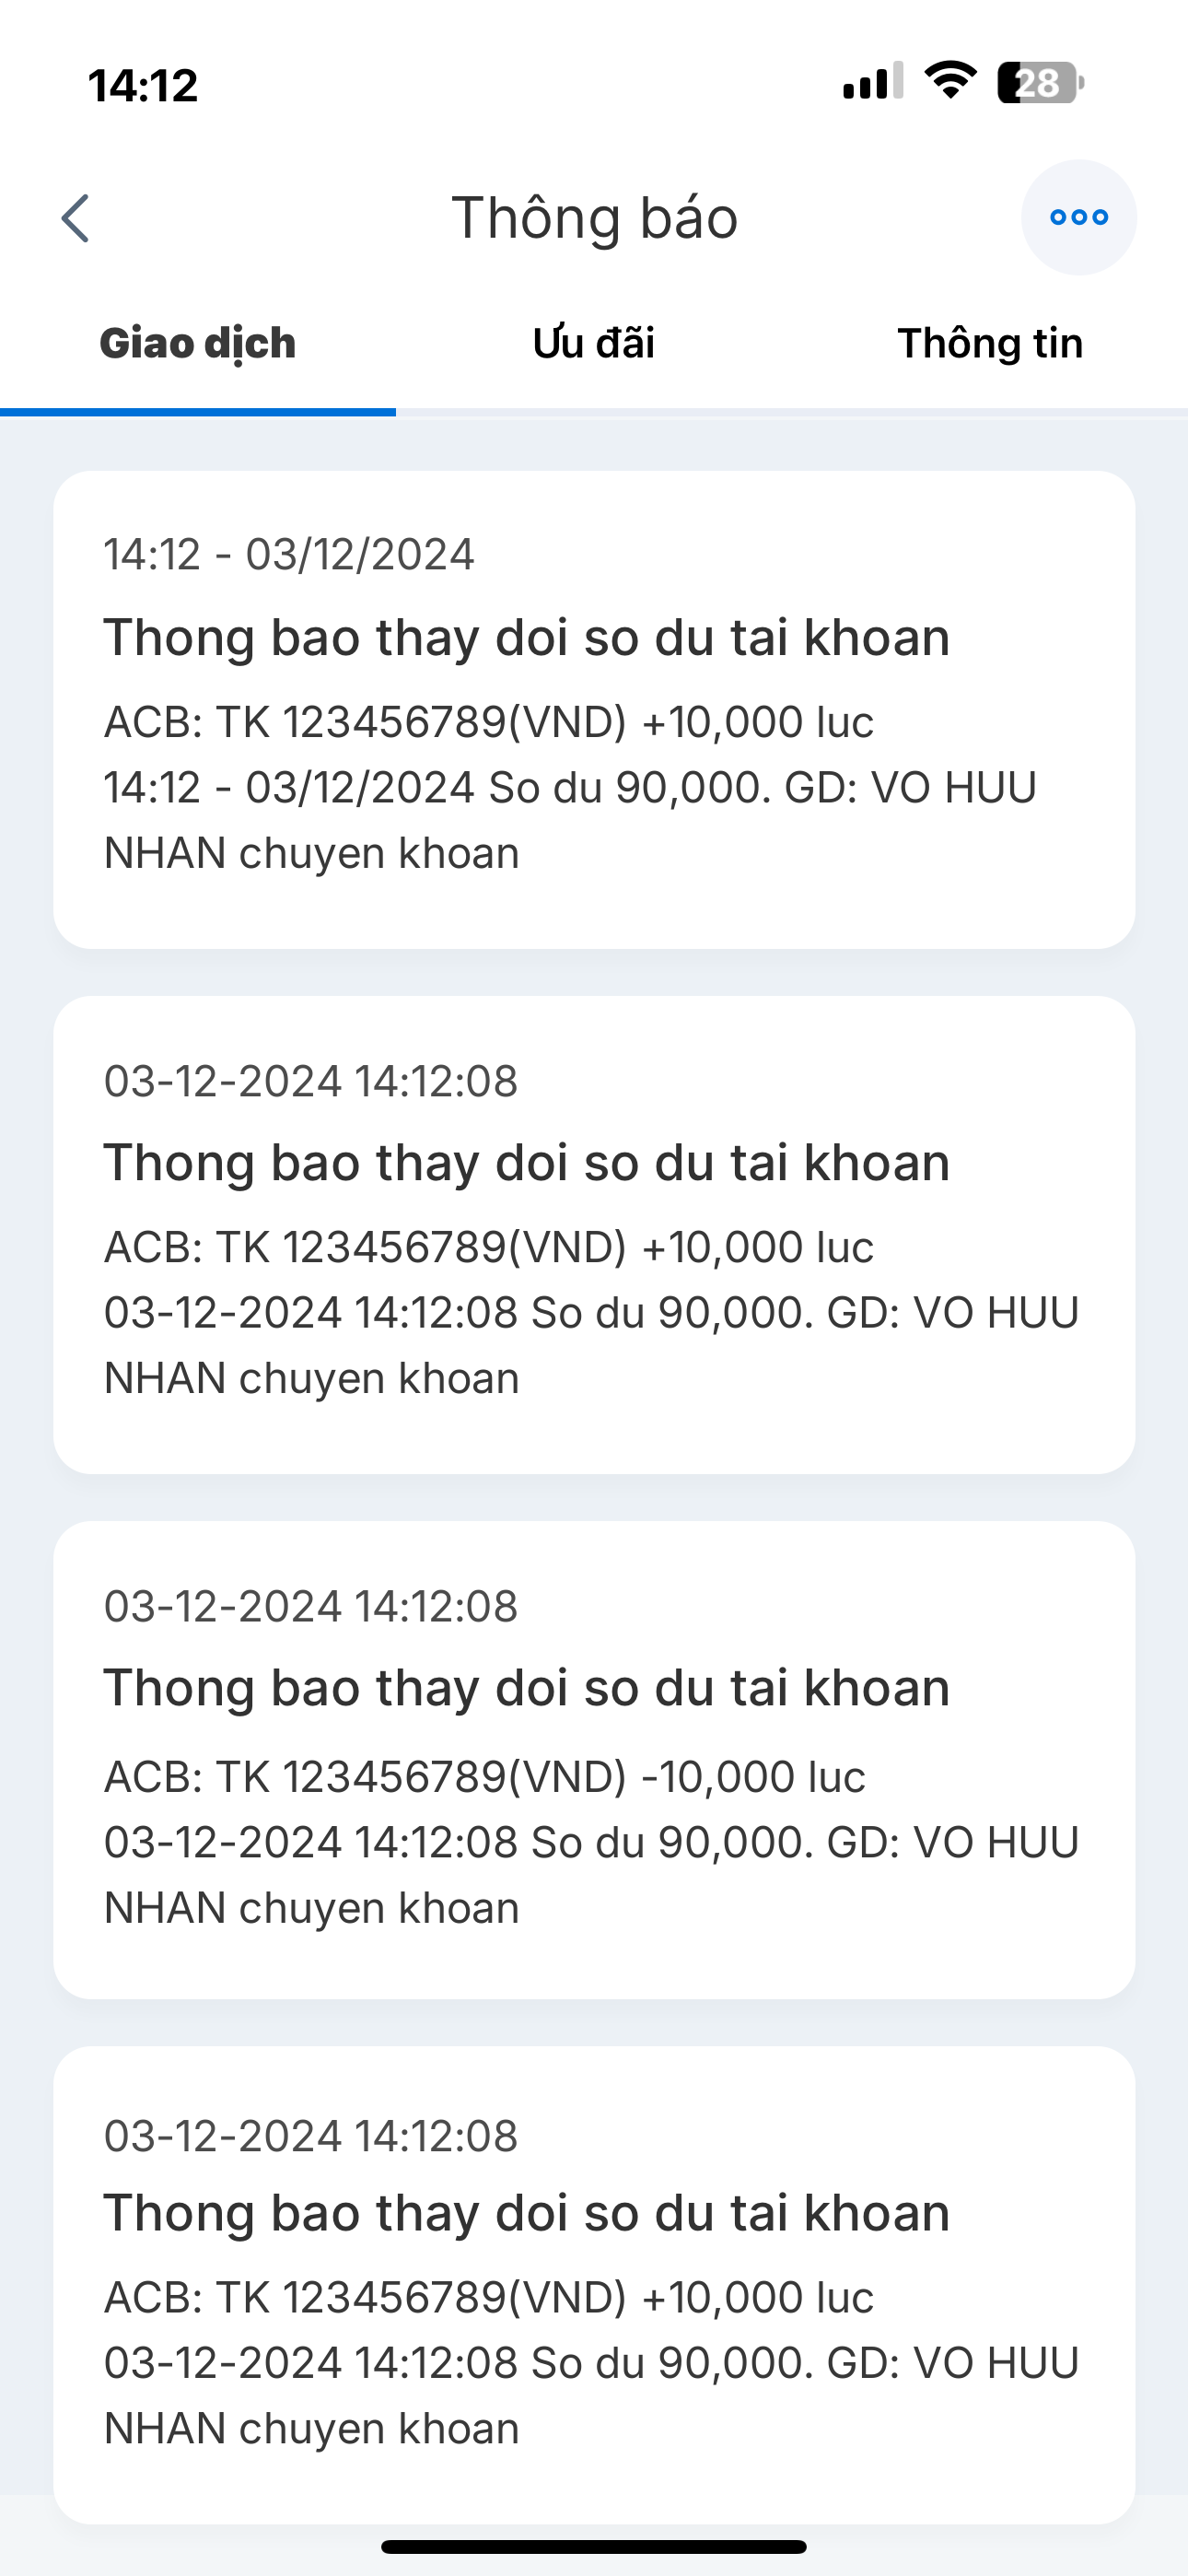 14:12
28
Thông báo
Giao dịch
Ưu đãi
Thông tin
14:12 - 03/12/2024
Thong bao thay doi so du tai khoan
ACB: TK 123456789(VND) +10,000 luc
14:12 - 03/12/2024 So du 90,000. GD: VO HUU
NHAN chuyen khoan
03-12-2024 14:12:08
Thong bao thay doi so du tai khoan
ACB: TK 123456789(VND) +10,000 luc
03-12-2024 14:12:08 So du 90,000. GD: VO HUU
NHAN chuyen khoan
03-12-2024 14:12:08
Thong bao thay doi so du tai khoan
ACB: TK 123456789(VND) -10,000 luc
03-12-2024 14:12:08 So du 90,000. GD: VO HUU
NHAN chuyen khoan
03-12-2024 14:12:08
Thong bao thay doi so du tai khoan
ACB: TK 123456789(VND) +10,000 luc
03-12-2024 14:12:08 So du 90,000. GD: VO HUU
NHAN chuyen khoan